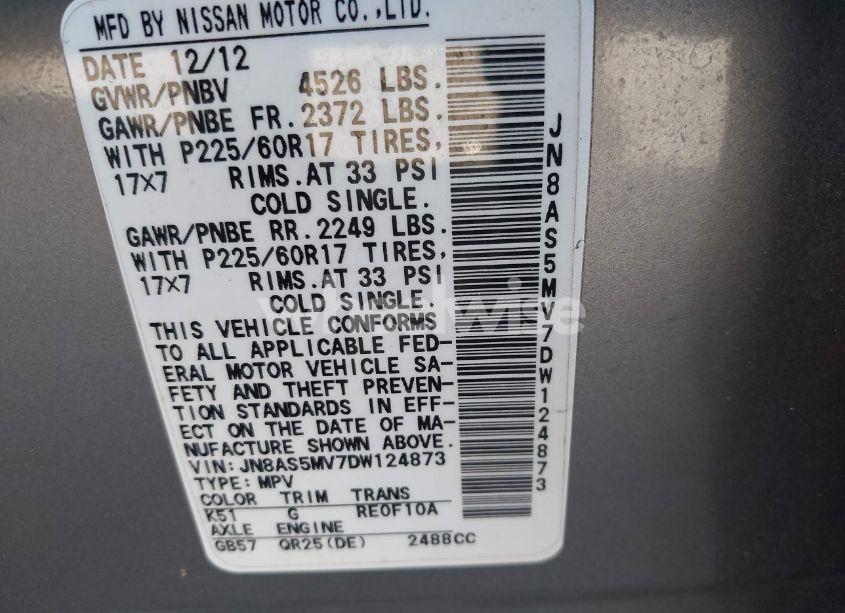 MFD BY NISSAN MOTOR CO.,LTD.
DATE 12/12
GVWR/PNBV 4526 LBS.
GAWR/PNBE FR. 2372 LBS.
WITH P225/60R17 TIRES,
17X7 RIMS.AT 33 PSI
COLD SINGLE.
GAWR/PNBE RR. 2249 LBS.
WITH P225/60R17 TIRES,
17X7 RIMS.AT 33 PSI
COLD SINGLE.
THIS VEHICLE CONFORMS
TO ALL APPLICABLE FED-
ERAL MOTOR VEHICLE SA-
FETY AND THEFT PREVEN-
TION STANDARDS IN EFF-
ECT ON THE DATE OF MA-
NUFACTURE SHOWN ABOVE.
VIN: JN8AS5MV7DW124873
TYPE: MPV
COLOR TRIM TRANS
K51 G RE0F10A
AXLE ENGINE
GB57 QR25(DE) 2488CC
JN8AS5MV7DW124873